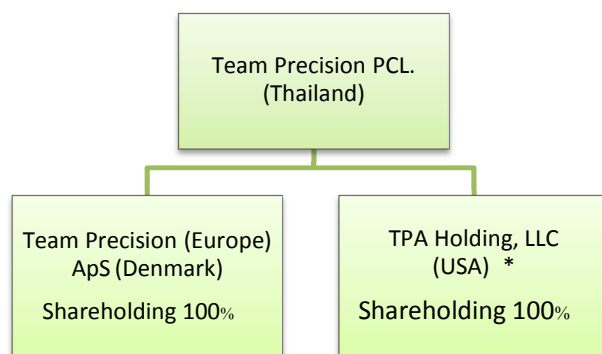 Team Precision PCL.
(Thailand)
Team Precision (Europe)
ApS (Denmark)
Shareholding 100%
TPA Holding, LLC
(USA) *
Shareholding 100%